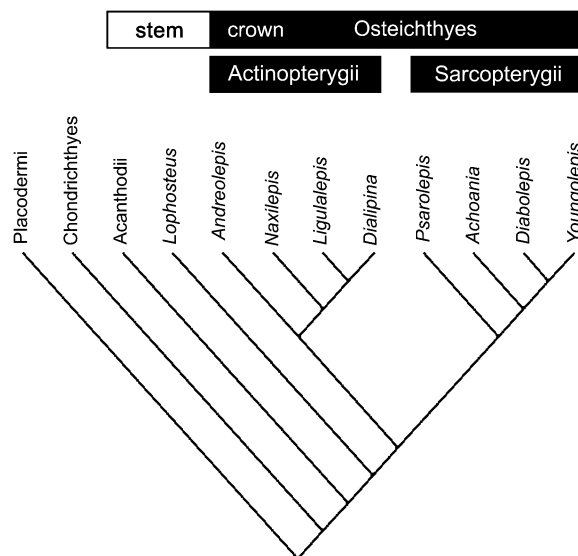 stem crown Osteichthyes
Actinopterygii Sarcopterygii
Placodermi
Chondrichthyes
Acanthodii
Lophosteus
Andreolepis
Naxilepis
Ligulalepis
Dialipina
Psarolepis
Achoania
Diabolepis
Youngolepis